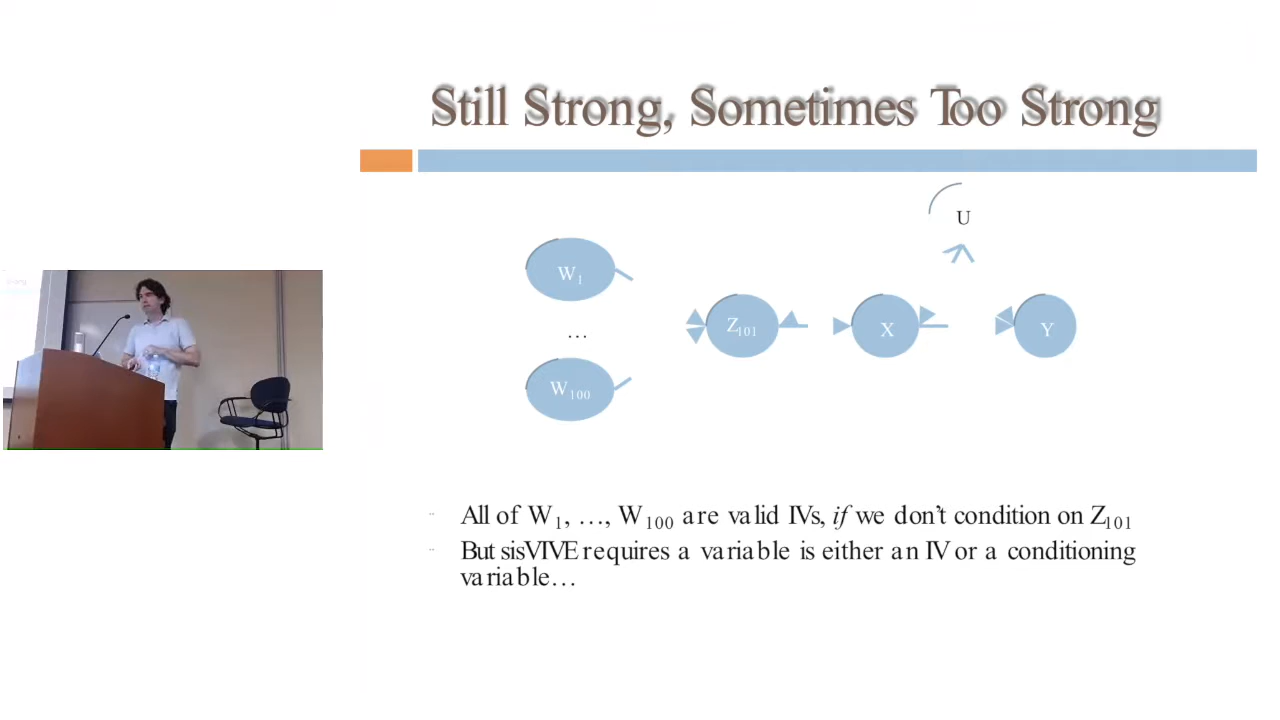 Still Strong, Sometimes Too Strong
U
W1
Z101
X
Y
…
W100
All of W1, …, W100 are valid IVs, if we don't condition on Z101
But sisVIVE requires a variable is either an IV or a conditioning
variable…